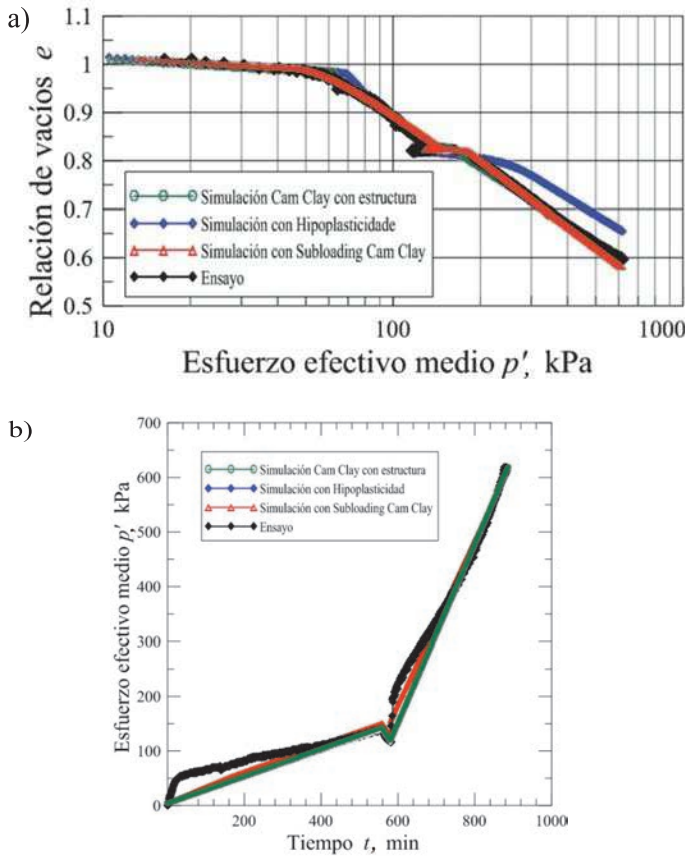 a)
1.1
1
0.9
0.8
0.7
0.6
0.5
Relación de vacíos e
Simulación Cam Clay con estructura
Simulación con Hipoplasticidade
Simulación con Subloading Cam Clay
Ensayo
10
100
1000
Esfuerzo efectivo medio p', kPa
b)
700
600
500
400
300
200
100
0
Esfuerzo efectivo medio p', kPa
Simulación Cam Clay con estructura
Simulación con Hipoplasticidad
Simulación con Subloading Cam Clay
Ensayo
200
400
600
800
1000
Tiempo t, min